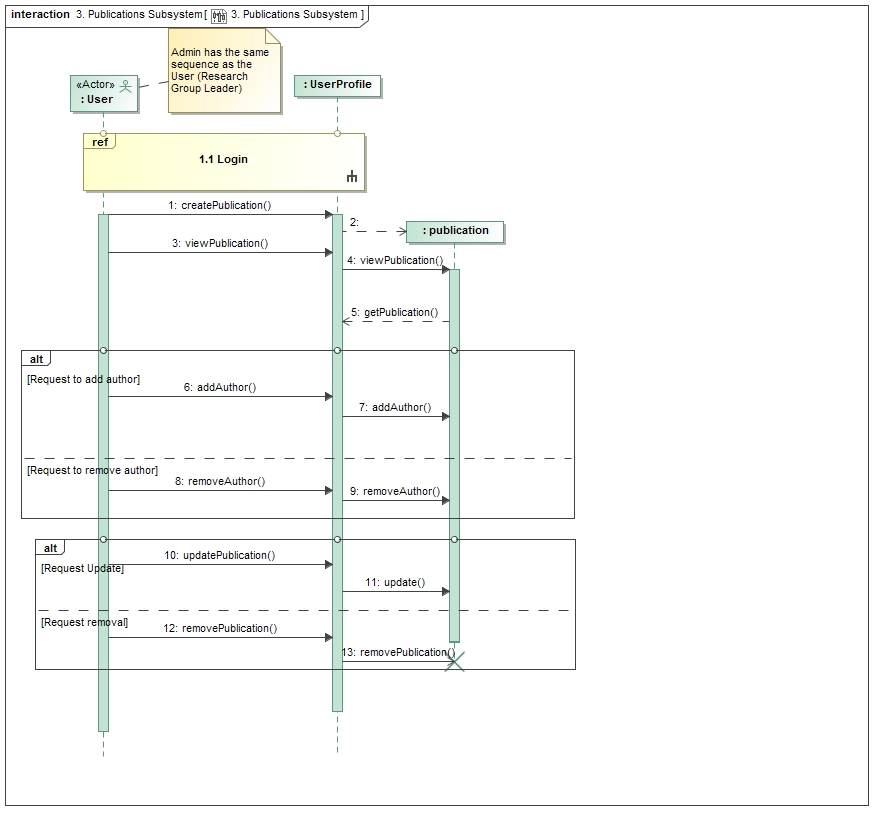 interaction 3. Publications Subsystem [ 3. Publications Subsystem ]
Admin has the same
sequence as the
User (Research
Group Leader)
«Actor»
: User
: UserProfile
ref
1.1 Login
1: createPublication()
2:
: publication
3: viewPublication()
4: viewPublication()
5: getPublication()
alt
[Request to add author]
6: addAuthor()
7: addAuthor()
[Request to remove author]
8: removeAuthor()
9: removeAuthor()
alt
10: updatePublication()
[Request Update]
11: update()
[Request removal]
12: removePublication()
13: removePublication()